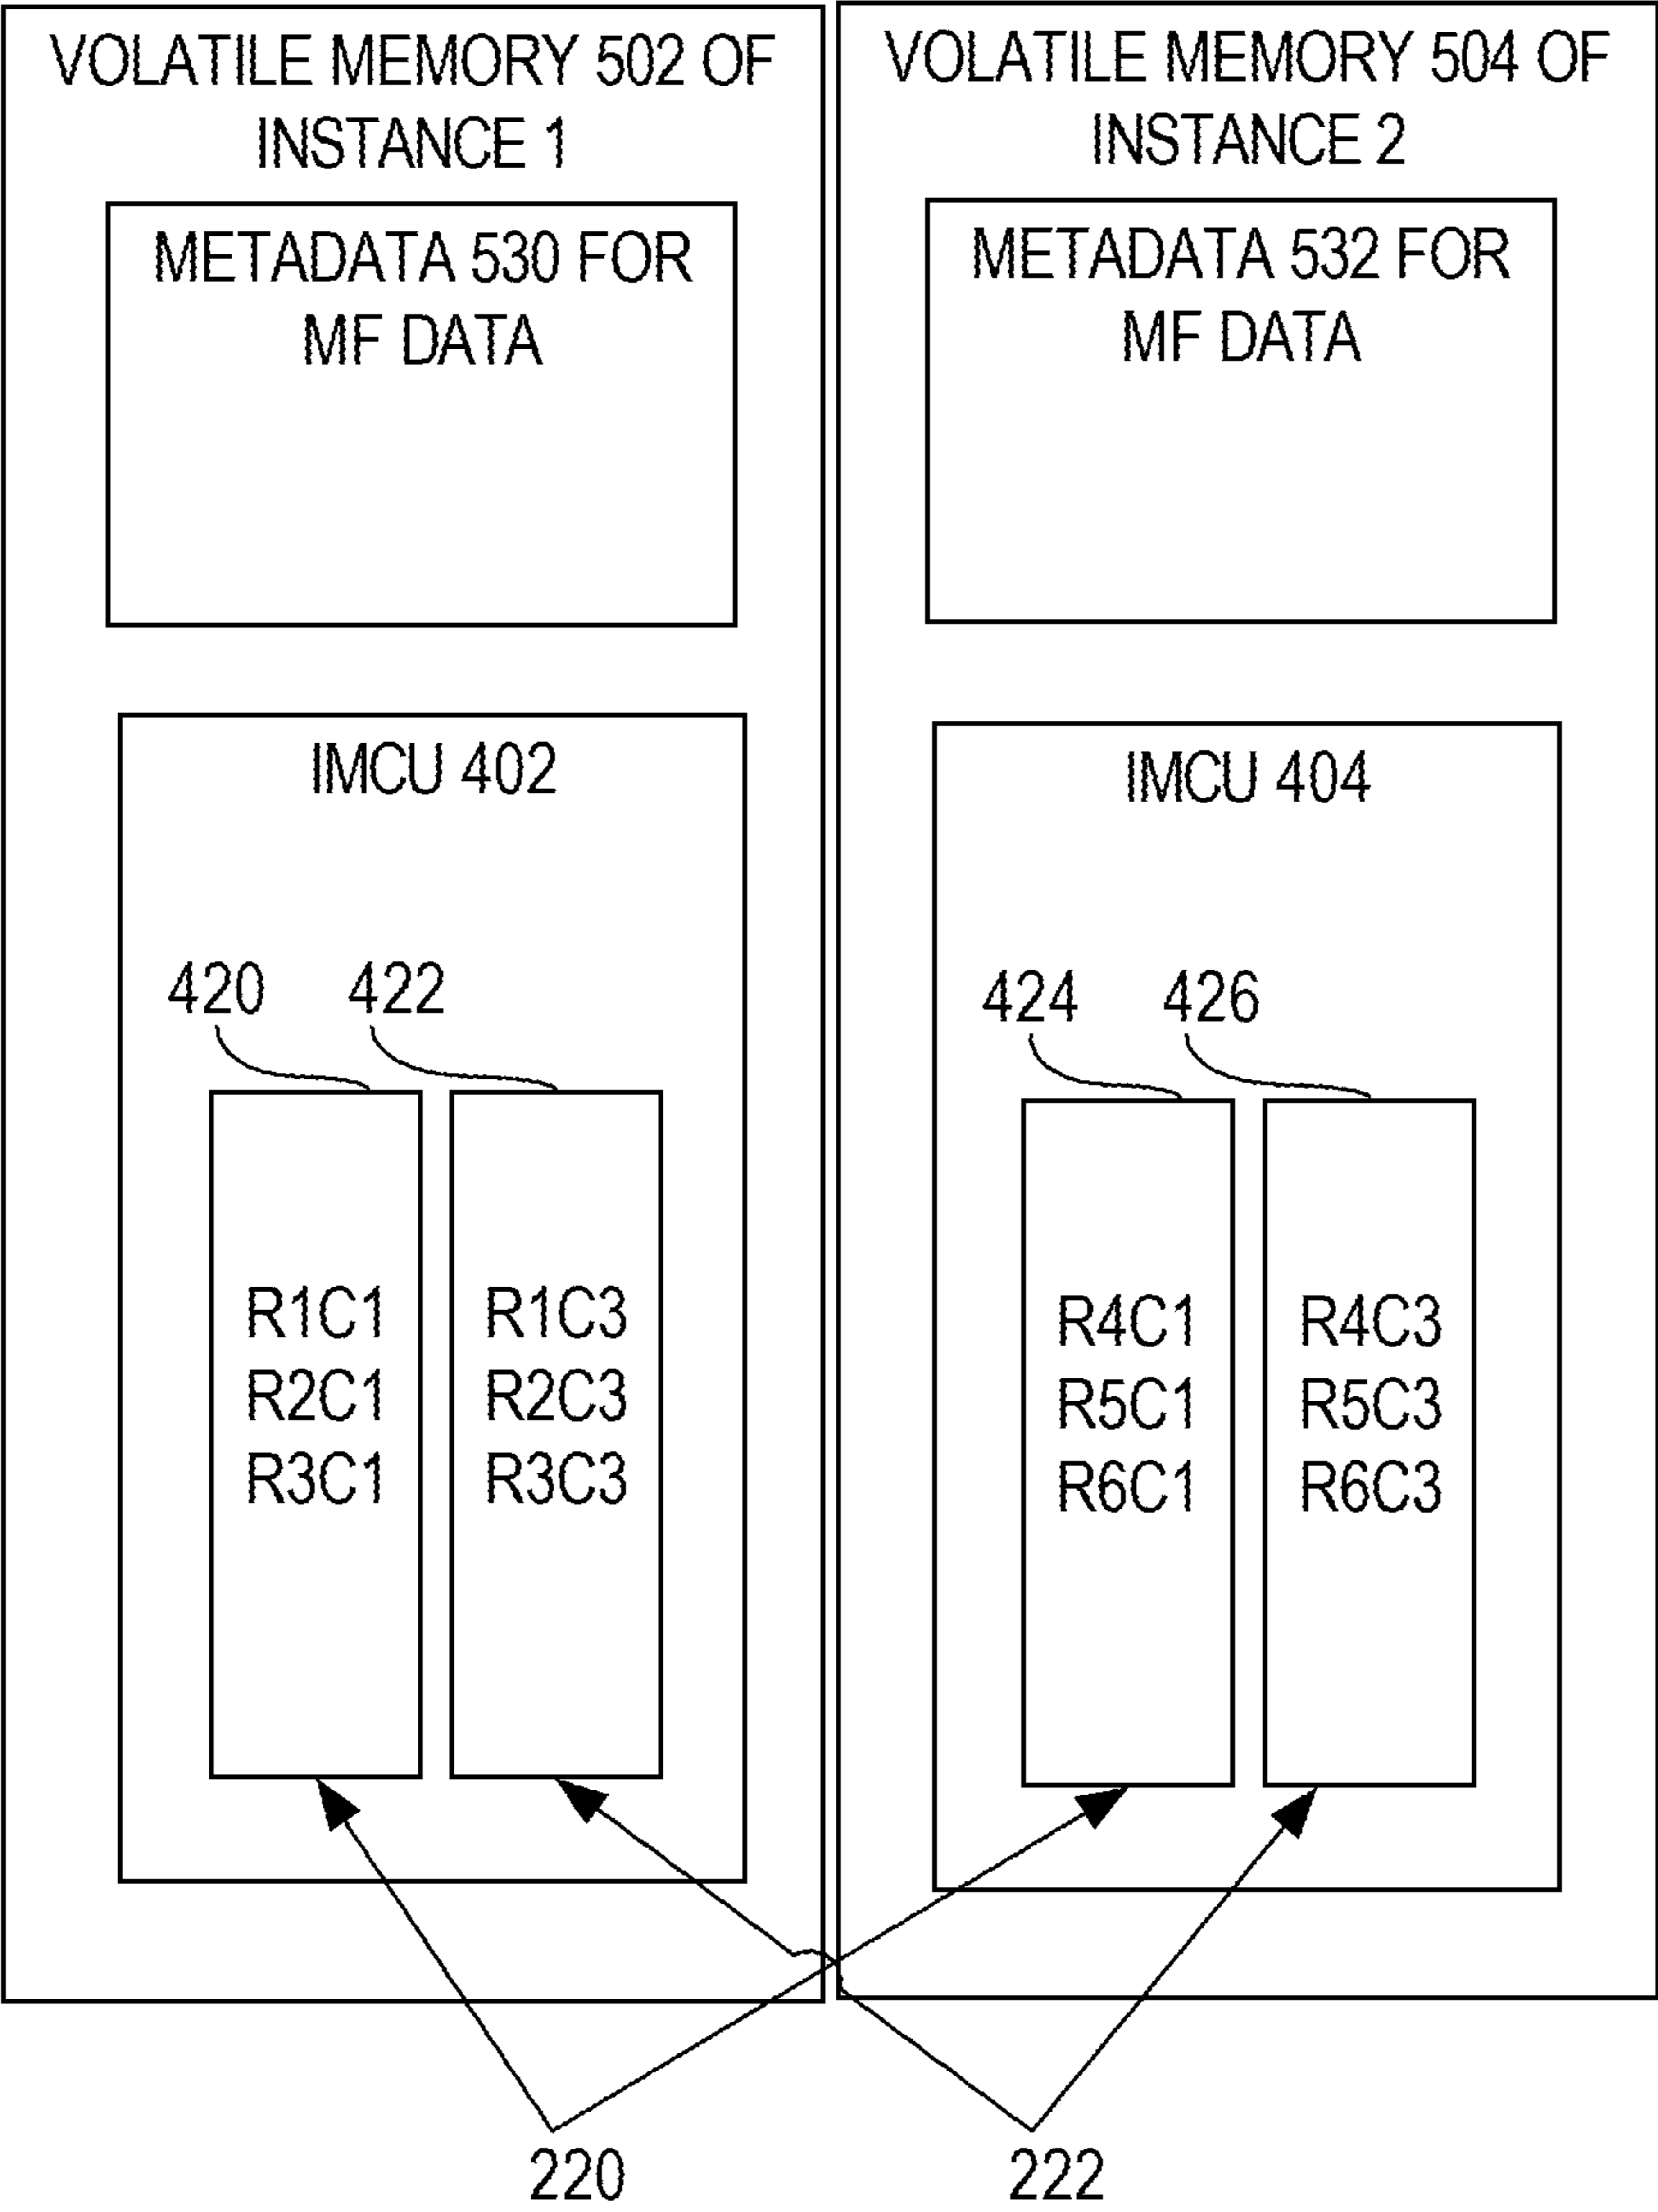 VOLATILE MEMORY 502 OF
INSTANCE 1
METADATA 530 FOR
MF DATA
IMCU 402
420
422
R1C1
R2C1
R3C1
R1C3
R2C3
R3C3
VOLATILE MEMORY 504 OF
INSTANCE 2
METADATA 532 FOR
MF DATA
IMCU 404
424
426
R4C1
R5C1
R6C1
R4C3
R5C3
R6C3
220
222